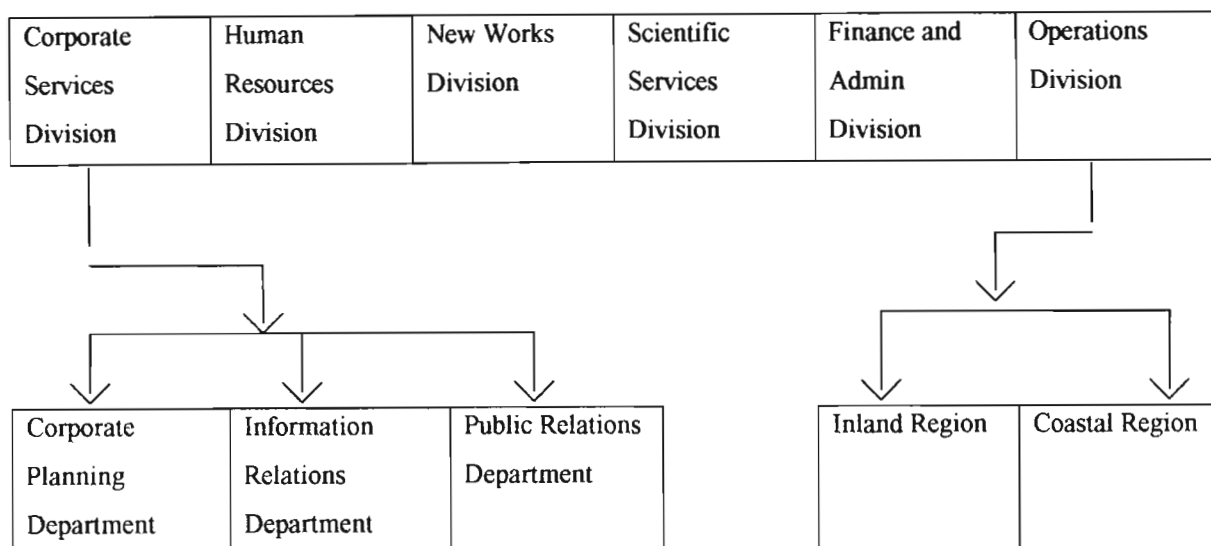 Corporate
Services
Division
Human
Resources
Division
New Works
Division
Scientific
Services
Division
Finance and
Admin
Division
Operations
Division
Corporate
Planning
Department
Information
Relations
Department
Public Relations
Department
Inland Region
Coastal Region